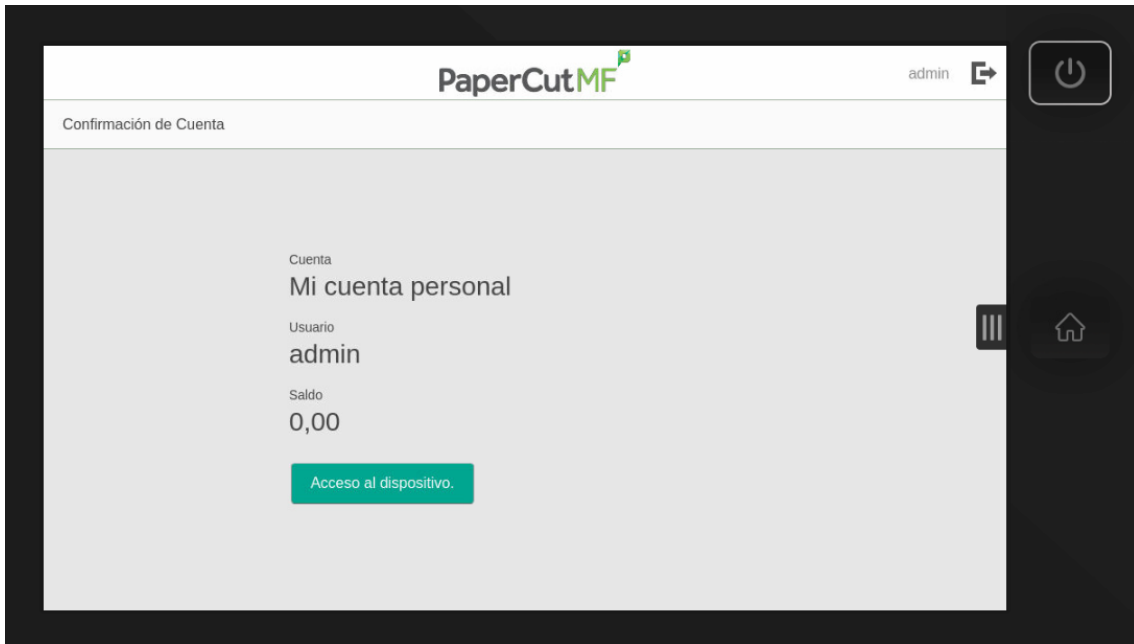 PaperCutMF
admin
Confirmación de Cuenta
Cuenta
Mi cuenta personal
Usuario
admin
Saldo
0,00
Acceso al dispositivo.